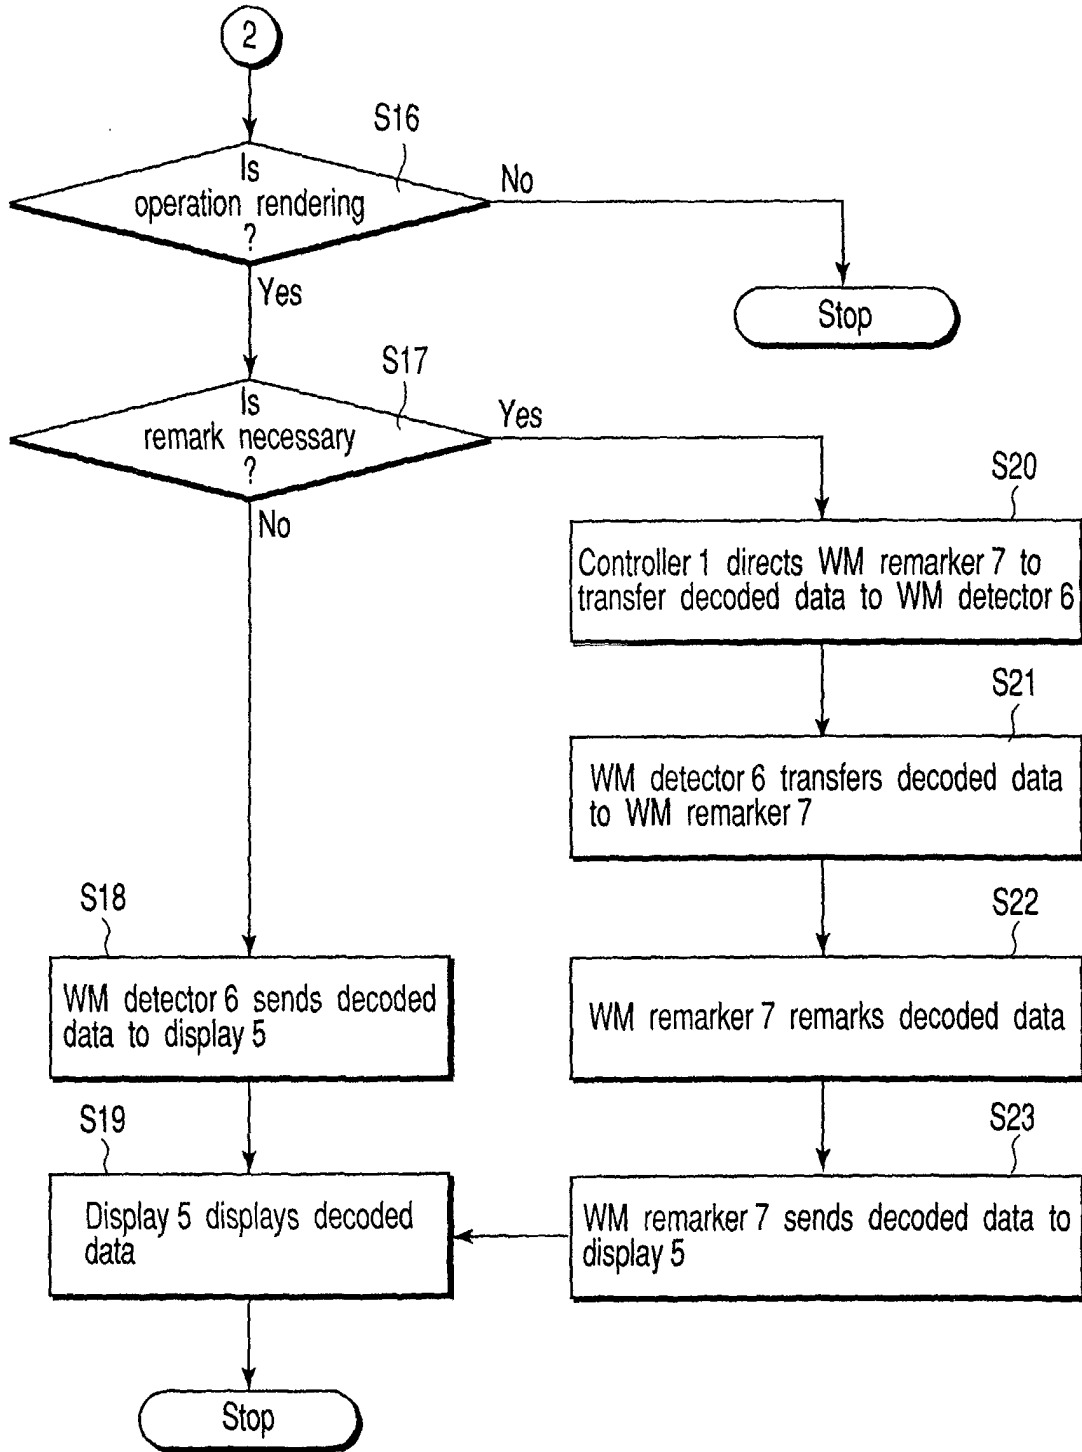 2
S16
Is
operation rendering
?
No
Yes
Stop
S17
Is
remark necessary
?
Yes
No
S20
Controller 1 directs WM remarker 7 to
transfer decoded data to WM detector 6
S21
WM detector 6 transfers decoded data
to WM remarker 7
S18
WM detector 6 sends decoded
data to display 5
S22
WM remarker 7 remarks decoded data
S19
Display 5 displays decoded
data
S23
WM remarker 7 sends decoded data to
display 5
Stop